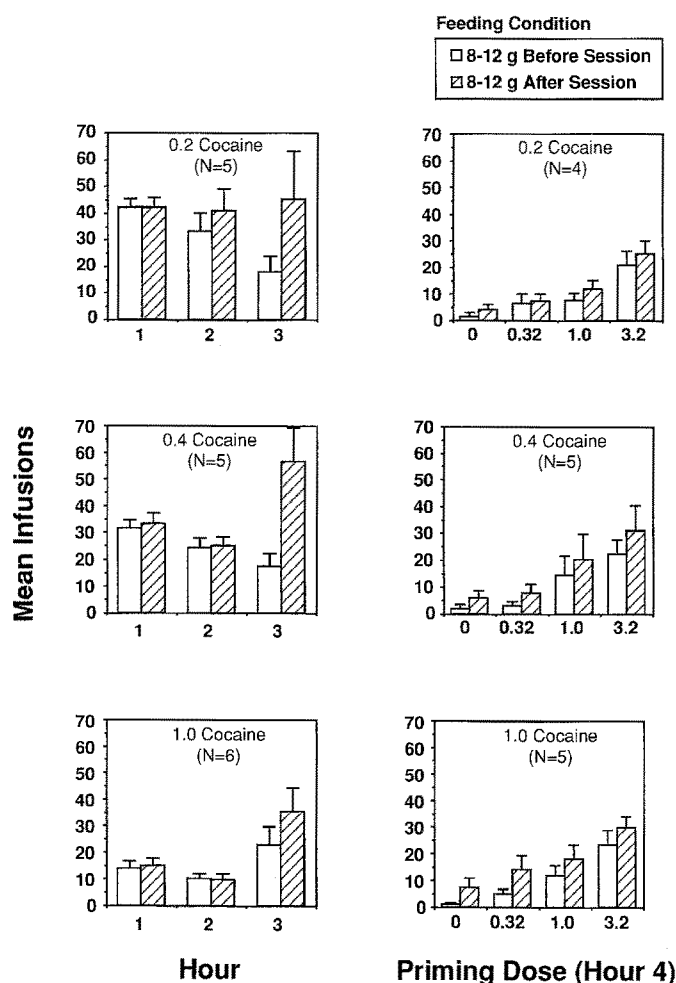 Feeding Condition
8-12 g Before Session
8-12 g After Session
Mean Infusions
70
60
50
40
30
20
10
0
0.2 Cocaine
(N=5)
1 2 3
70
60
50
40
30
20
10
0
0.2 Cocaine
(N=4)
0 0.32 1.0 3.2
70
60
50
40
30
20
10
0
0.4 Cocaine
(N=5)
1 2 3
70
60
50
40
30
20
10
0
0.4 Cocaine
(N=5)
0 0.32 1.0 3.2
70
60
50
40
30
20
10
0
1.0 Cocaine
(N=6)
1 2 3
70
60
50
40
30
20
10
0
1.0 Cocaine
(N=5)
0 0.32 1.0 3.2
Hour
Priming Dose (Hour 4)